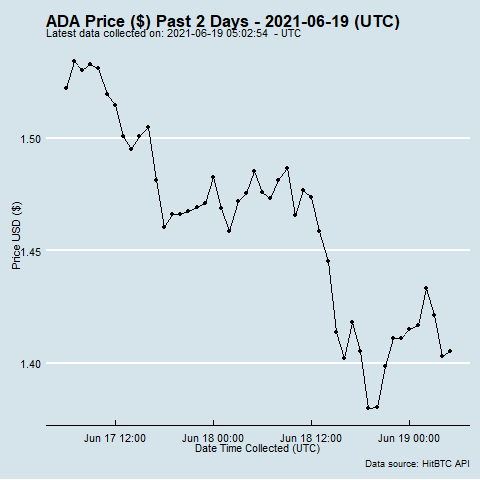 ADA Price ($) Past 2 Days - 2021-06-19 (UTC)
Latest data collected on: 2021-06-19 05:02:54 - UTC
Price USD ($)
1.50
1.45
1.40
Jun 17 12:00
Jun 18 00:00
Jun 18 12:00
Jun 19 00:00
Date Time Collected (UTC)
Data source: HitBTC API